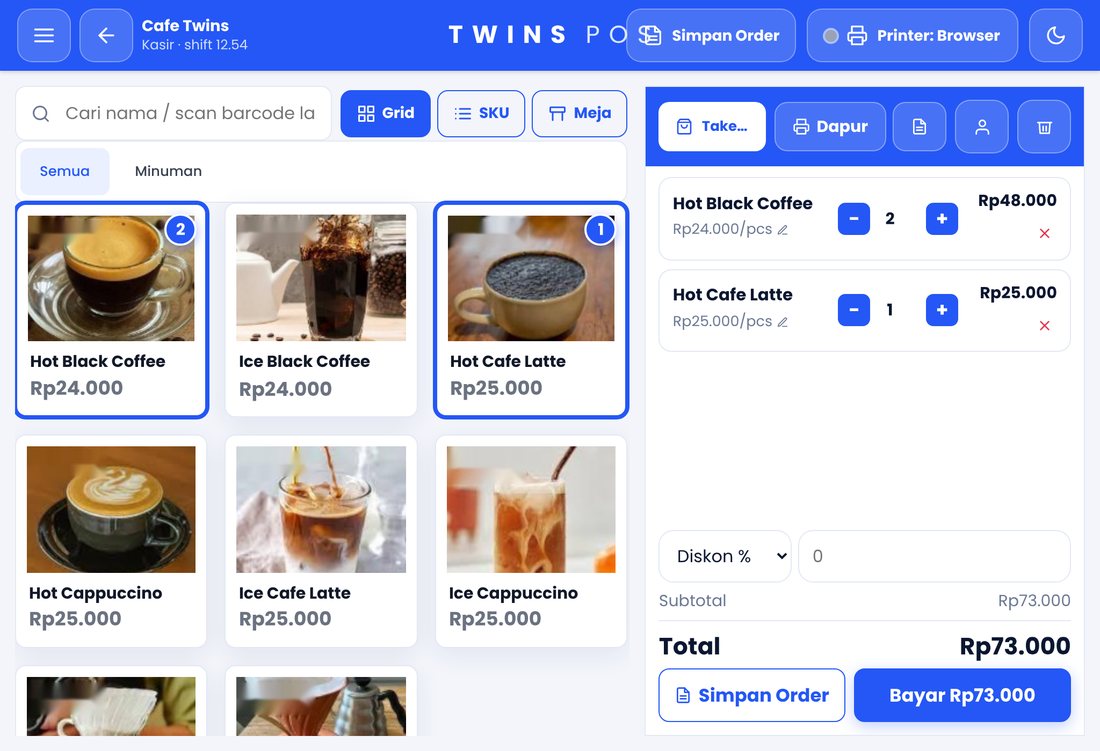 Cafe Twins
Kasir · shift 12.54
TWINS POS
Simpan Order
Printer: Browser
Cari nama / scan barcode la
Grid
SKU
Meja
Semua
Minuman
2
Hot Black Coffee
Rp24.000
Ice Black Coffee
Rp24.000
1
Hot Cafe Latte
Rp25.000
Hot Cappuccino
Rp25.000
Ice Cafe Latte
Rp25.000
Ice Cappuccino
Rp25.000
Take...
Dapur
Hot Black Coffee
Rp24.000/pcs
- 2 +
Rp48.000
×
Hot Cafe Latte
Rp25.000/pcs
- 1 +
Rp25.000
×
Diskon %
0
Subtotal Rp73.000
Total Rp73.000
Simpan Order
Bayar Rp73.000